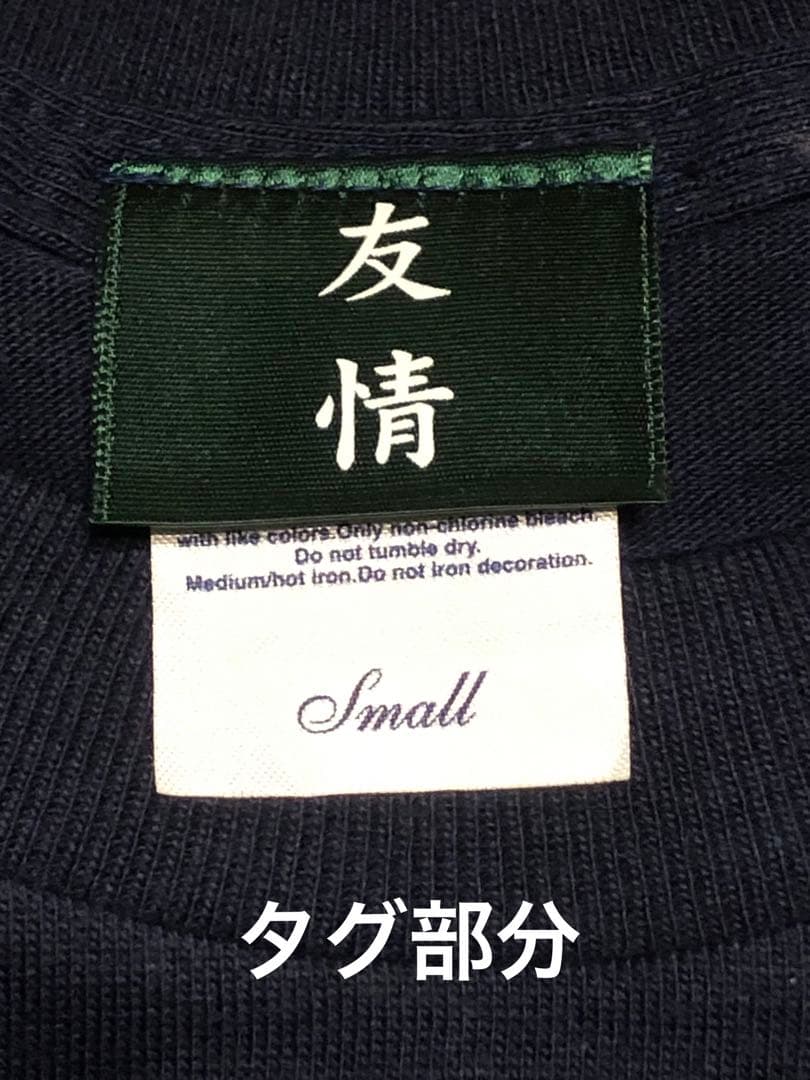 友
情
with like colors.Only non-chlorine bleach.
Do not tumble dry.
Medium/hot iron.Do not iron decoration.
Small
タグ部分